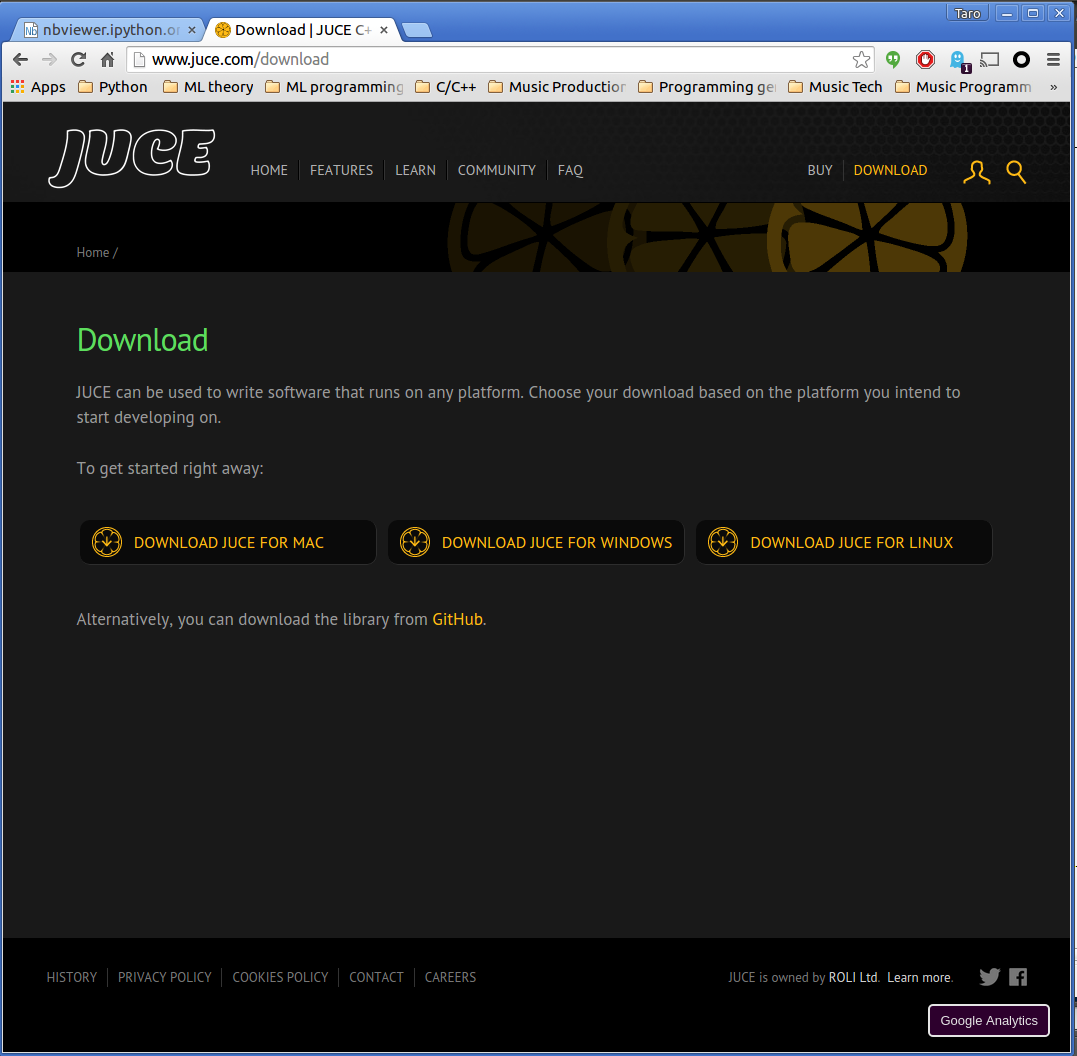 Taro
nbviewer.ipython.or
Download | JUCE C+
www.juce.com/download
Apps Python ML theory ML programming C/C++ Music Production Programming ge Music Tech Music Programm »
JUCE
HOME FEATURES LEARN COMMUNITY FAQ BUY DOWNLOAD
Home /
Download
JUCE can be used to write software that runs on any platform. Choose your download based on the platform you intend to
start developing on.
To get started right away:
DOWNLOAD JUCE FOR MAC DOWNLOAD JUCE FOR WINDOWS DOWNLOAD JUCE FOR LINUX
Alternatively, you can download the library from GitHub.
HISTORY PRIVACY POLICY COOKIES POLICY CONTACT CAREERS JUCE is owned by ROLI Ltd. Learn more.
Google Analytics